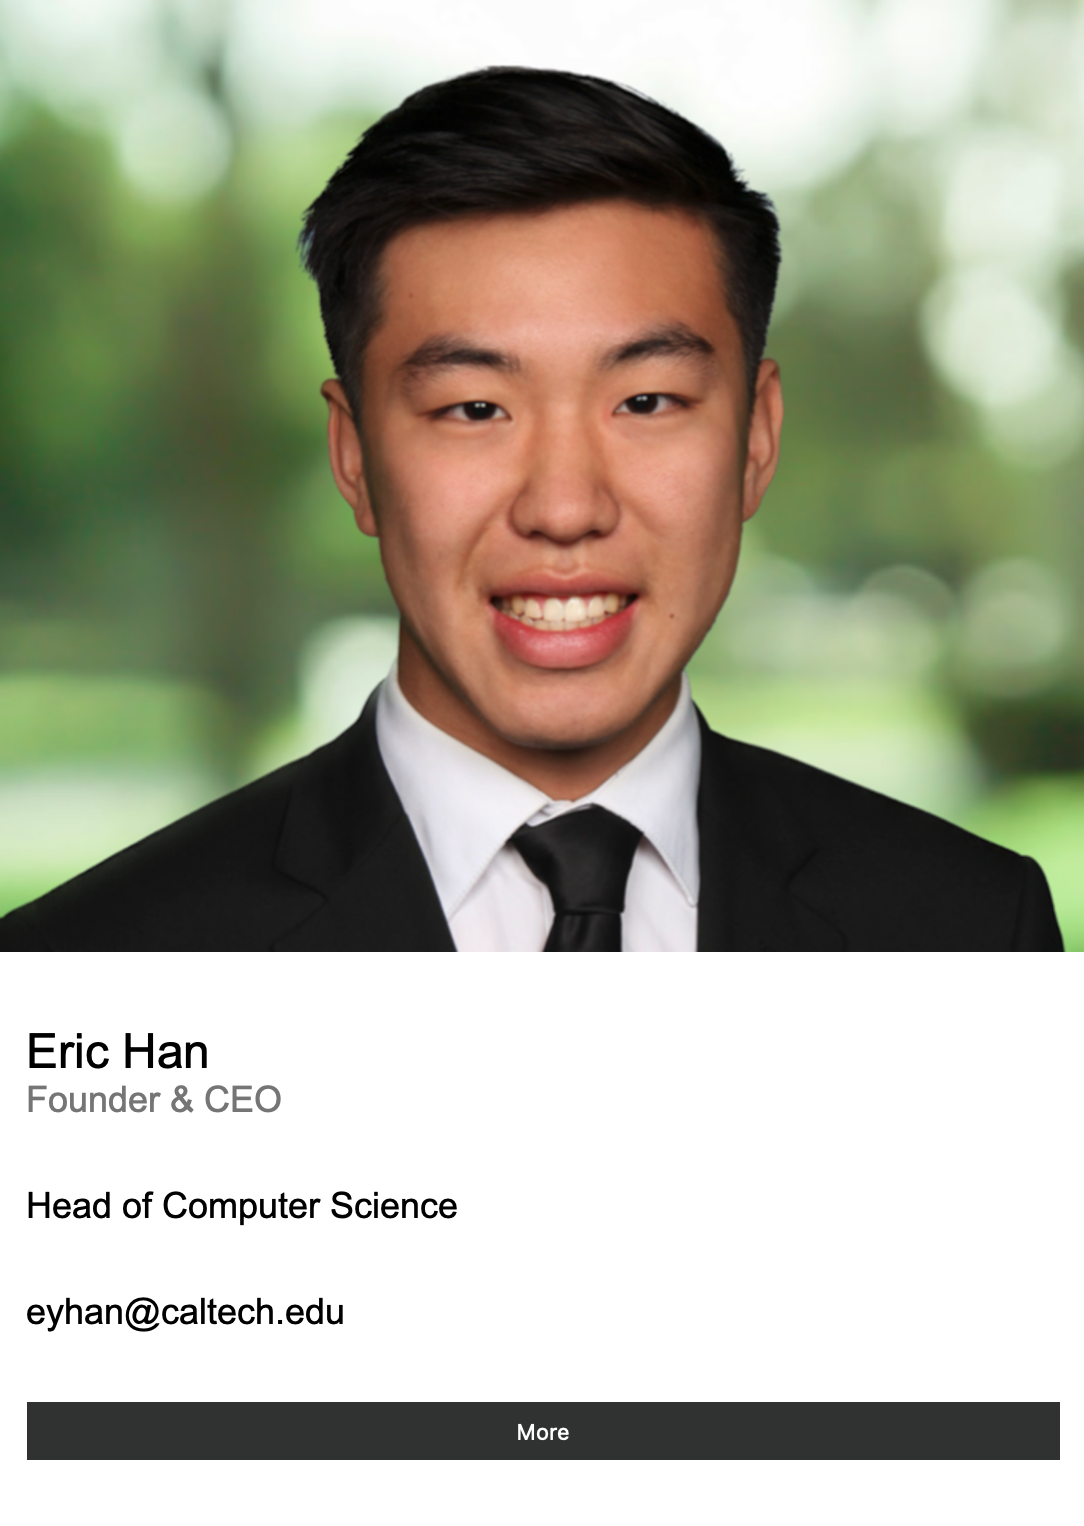 Eric Han
Founder & CEO
Head of Computer Science
eyhan@caltech.edu
More